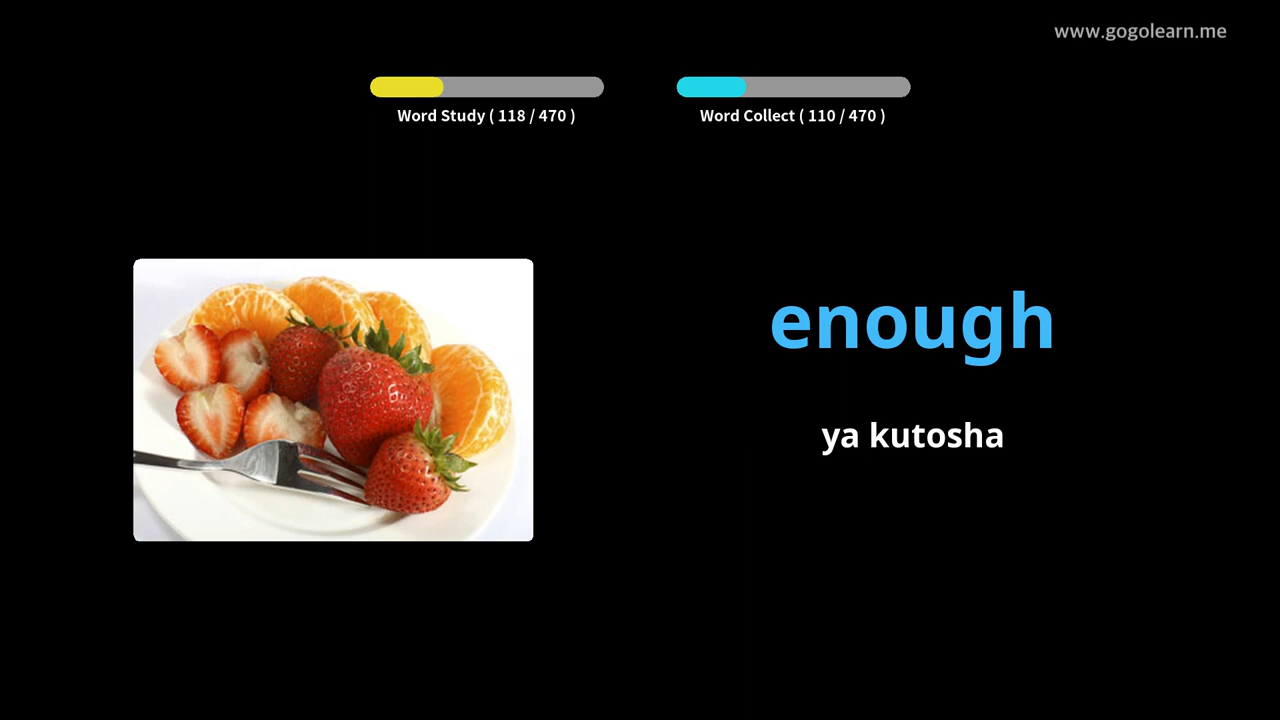 www.gogolearn.me
Word Study ( 118 / 470 )
Word Collect ( 110 / 470 )
enough
ya kutosha